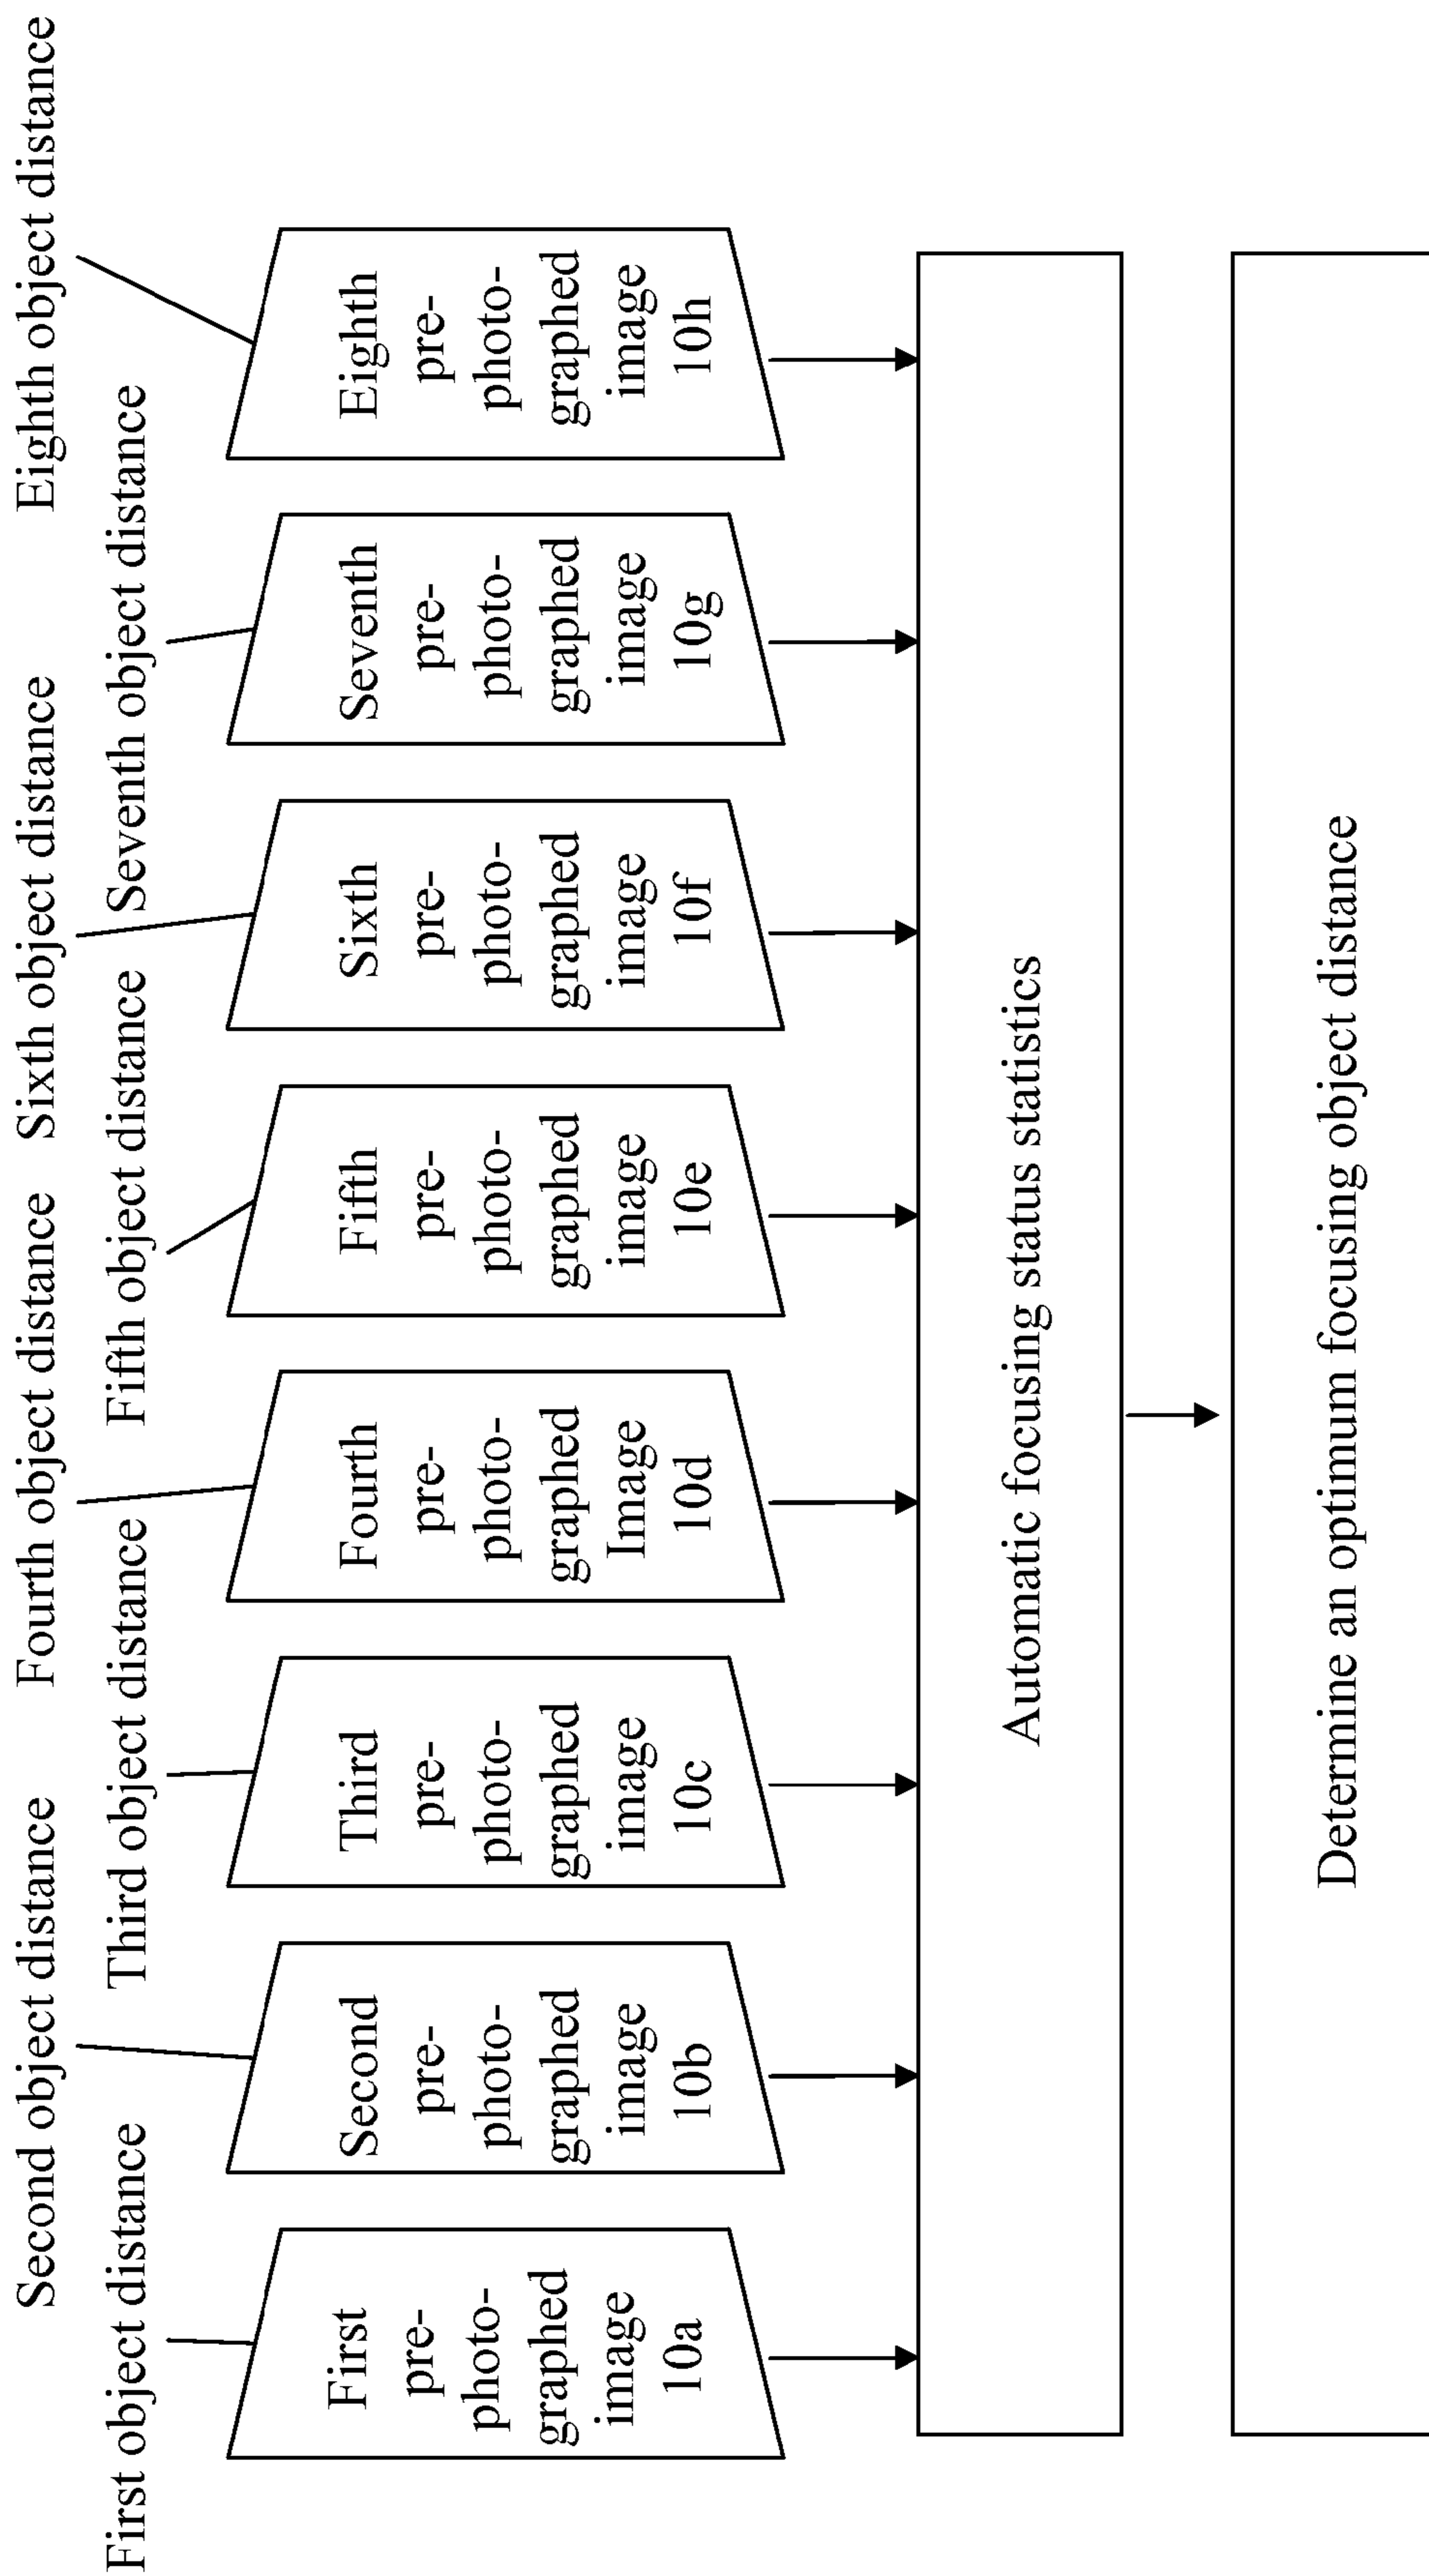 First object distance
Second object distance
Third object distance
Fourth object distance
Fifth object distance
Sixth object distance
Seventh object distance
Eighth object distance
First
pre-
photo-
graphed
image
10a
Second
pre-
photo-
graphed
image
10b
Third
pre-
photo-
graphed
image
10c
Fourth
pre-
photo-
graphed
Image
10d
Fifth
pre-
photo-
graphed
image
10e
Sixth
pre-
photo-
graphed
image
10f
Seventh
pre-
photo-
graphed
image
10g
Eighth
pre-
photo-
graphed
image
10h
Automatic focusing status statistics
Determine an optimum focusing object distance